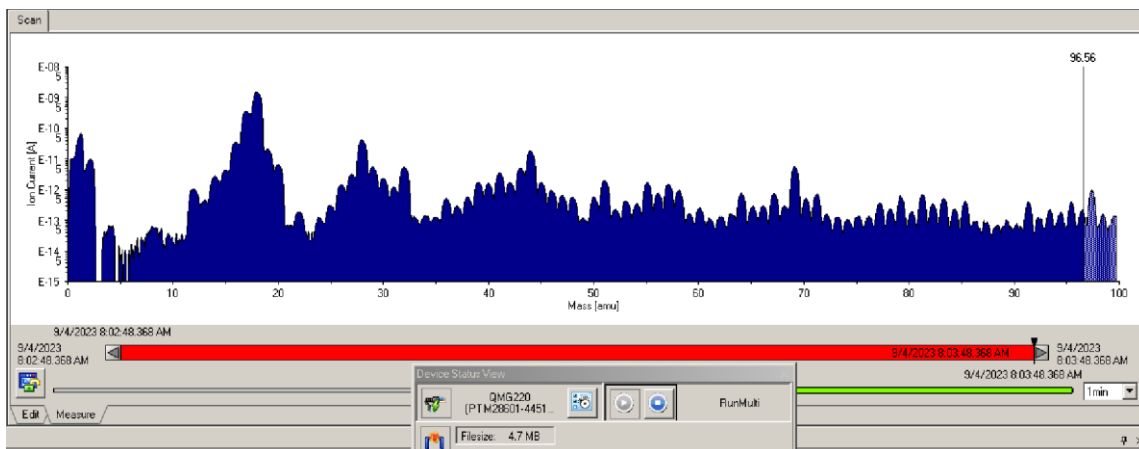 Scan
96.56
E-08
5
E-09
5
E-10
5
E-11
5
E-12
5
E-13
5
E-14
5
E-15
Ion Current [A]
0 10 20 30 40 50 60 70 80 90 100
Mass [amu]
9/4/2023 8:02:48.368 AM
9/4/2023
8:02:48.368 AM
9/4/2023 8:03:48.368 AM
9/4/2023
8:03:48.368 AM
9/4/2023 8:03:48.368 AM
1min
Device Status View
QMG220
(PTM28601-4451...
RunMulti
Filesize: 4.7 MB
Edit Measure